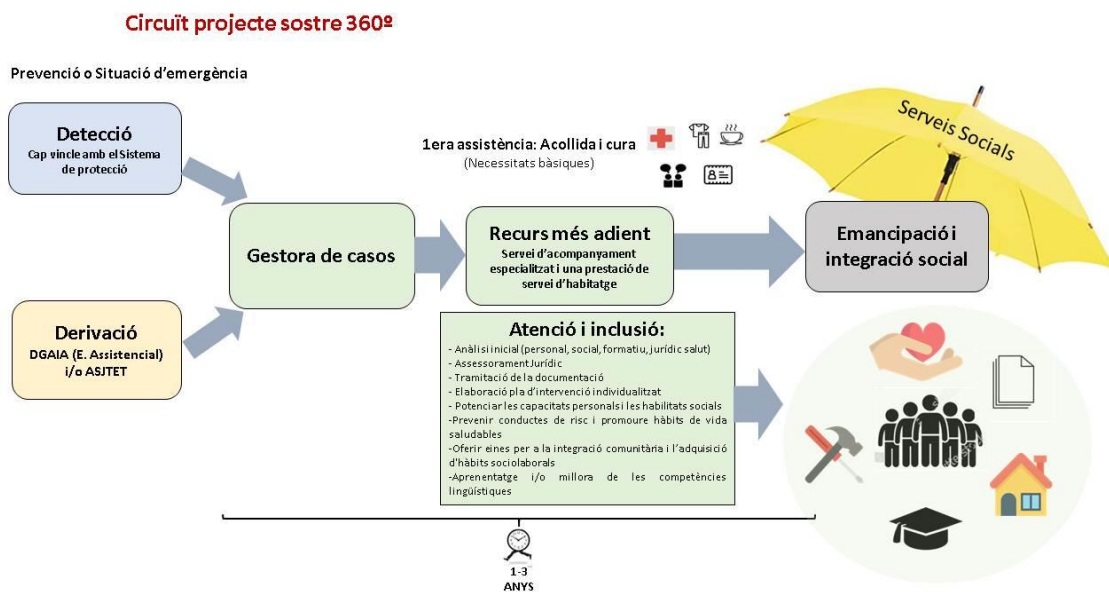 Circuït projecte sostre 360º
Prevenció o Situació d'emergència
Detecció
Cap vincle amb el Sistema
de protecció
Derivació
DGAIA (E. Assistencial)
i/o ASJTET
Gestora de casos
1era assistència: Acollida i cura
(Necessitats bàsiques)
Recurs més adient
Servei d'acompanyament
especialitzat i una prestació de
servei d'habitatge
Serveis Socials
Emancipació i
integració social
Atenció i inclusió:
- Anàlisi inicial (personal, social, formatiu, jurídic salut)
- Assessorament Jurídic
- Tramitació de la documentació
- Elaboració pla d'intervenció individualitzat
- Potenciar les capacitats personals i les habilitats socials
-Prevenir conductes de risc i promoure hàbits de vida
saludables
-Oferir eines per a la integració comunitària i l'adquisició
d'hàbits sociolaborals
-Aprenentatge i/o millora de les competències
lingüístiques
1-3
ANYS